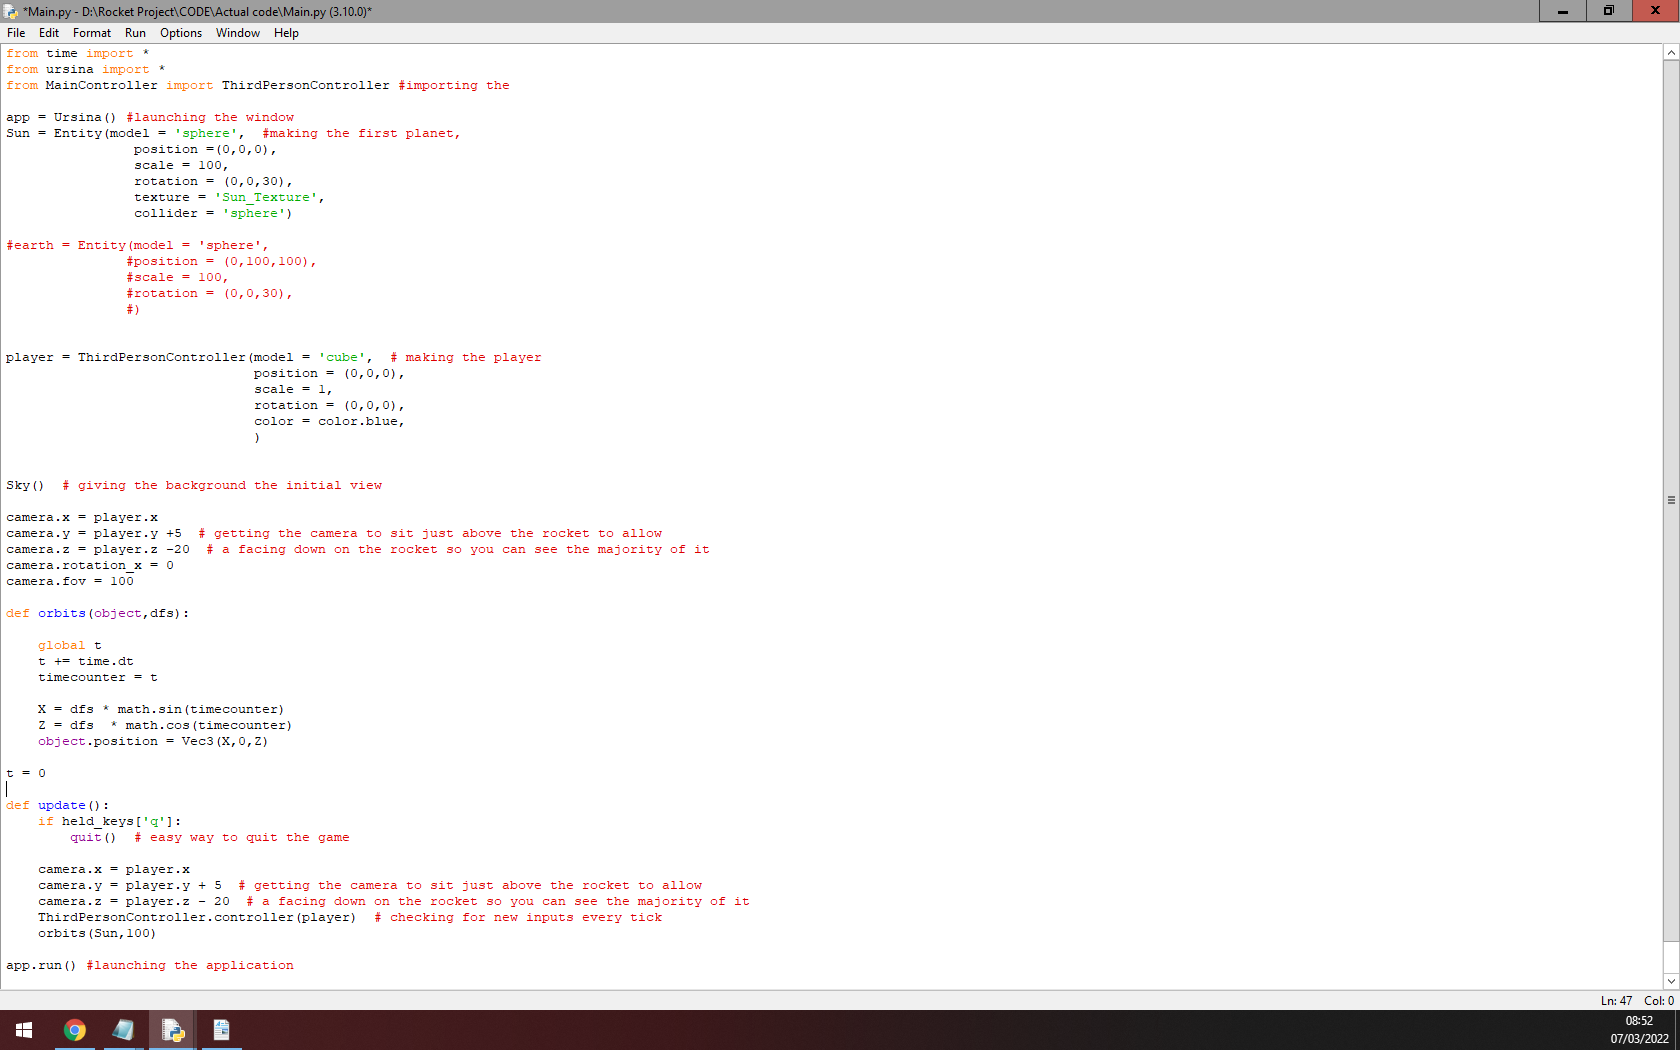 *Main.py - D:\Rocket Project\CODE\Actual code\Main.py (3.10.0)*
File Edit Format Run Options Window Help
from time import *
from ursina import *
from MainController import ThirdPersonController #importing the
app = Ursina() #launching the window
Sun = Entity(model = 'sphere',  #making the first planet,
                position =(0,0,0),
                scale = 100,
                rotation = (0,0,30),
                texture = 'Sun_Texture',
                collider = 'sphere')
#earth = Entity(model = 'sphere',
               #position = (0,100,100),
               #scale = 100,
               #rotation = (0,0,30),
               #)
player = ThirdPersonController(model = 'cube',  # making the player
                               position = (0,0,0),
                               scale = 1,
                               rotation = (0,0,0),
                               color = color.blue,
                               )
Sky()  # giving the background the initial view
camera.x = player.x
camera.y = player.y +5  # getting the camera to sit just above the rocket to allow
camera.z = player.z -20  # a facing down on the rocket so you can see the majority of it
camera.rotation_x = 0
camera.fov = 100
def orbits(object,dfs):
    global t
    t += time.dt
    timecounter = t
    X = dfs * math.sin(timecounter)
    Z = dfs  * math.cos(timecounter)
    object.position = Vec3(X,0,Z)
t = 0
def update():
    if held_keys['q']:
        quit()  # easy way to quit the game
    camera.x = player.x
    camera.y = player.y + 5  # getting the camera to sit just above the rocket to allow
    camera.z = player.z - 20  # a facing down on the rocket so you can see the majority of it
    ThirdPersonController.controller(player)  # checking for new inputs every tick
    orbits(Sun,100)
app.run() #launching the application
Ln: 47 Col: 0
08:52
07/03/2022